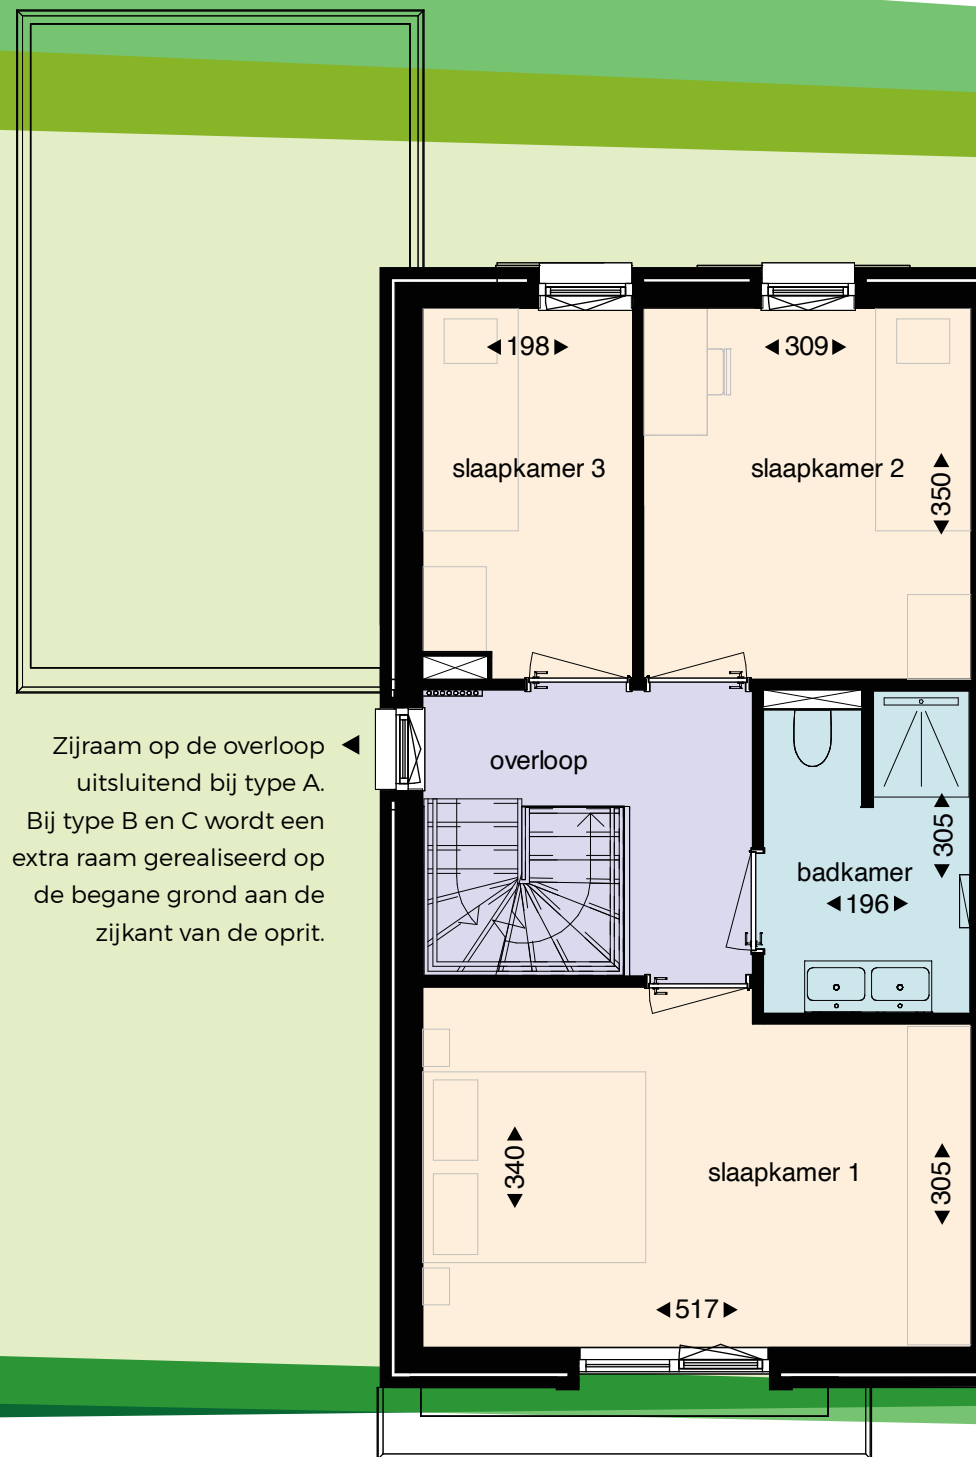 198
309
slaapkamer 3
slaapkamer 2
350
Zijraam op de overloop
uitsluitend bij type A.
Bij type B en C wordt een
extra raam gerealiseerd op
de begane grond aan de
zijkant van de oprit.
overloop
305
badkamer
196
340
slaapkamer 1
305
517